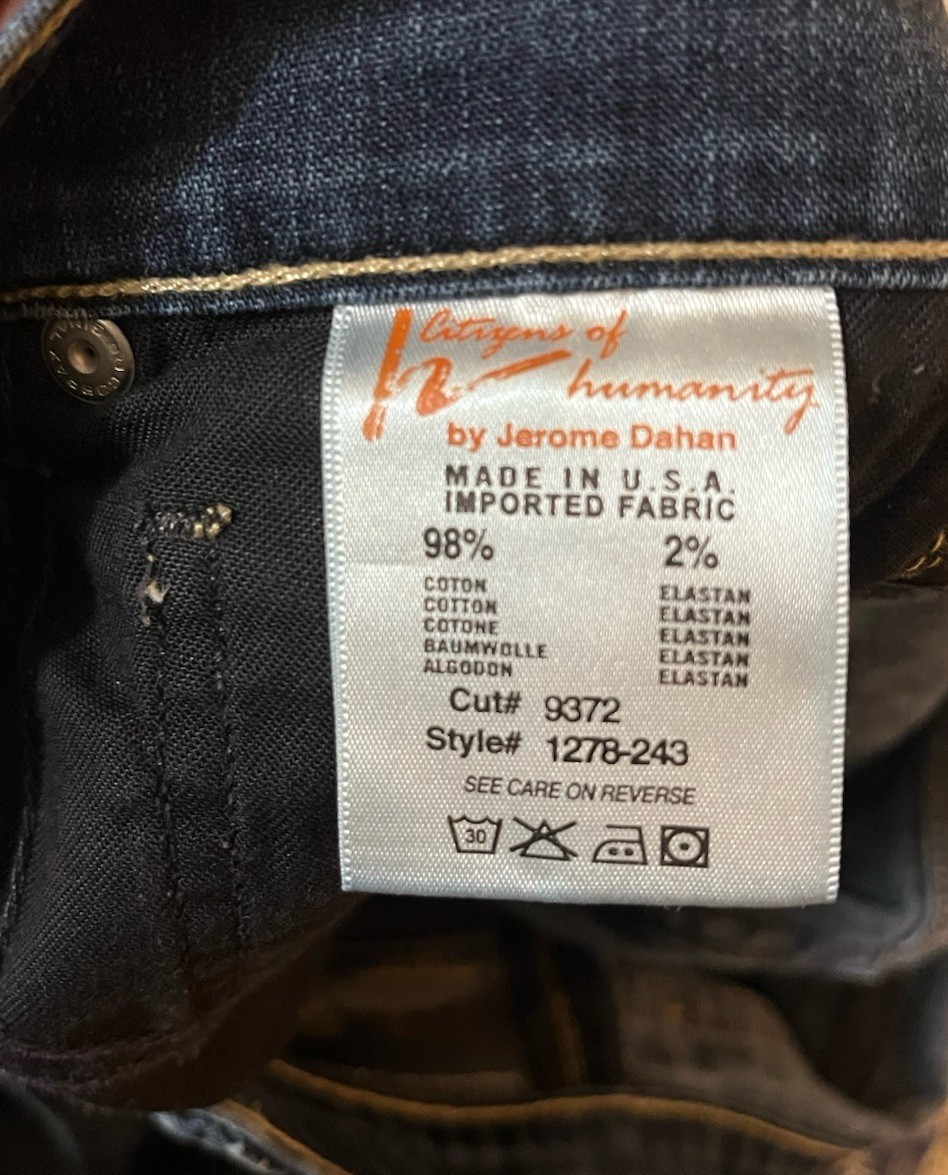 Citizens of
humanity
by Jerome Dahan
MADE IN U.S.A.
IMPORTED FABRIC
98% 2%
COTON ELASTAN
COTTON ELASTAN
COTONE ELASTAN
BAUMWOLLE ELASTAN
ALGODON ELASTAN
Cut# 9372
Style# 1278-243
SEE CARE ON REVERSE
30